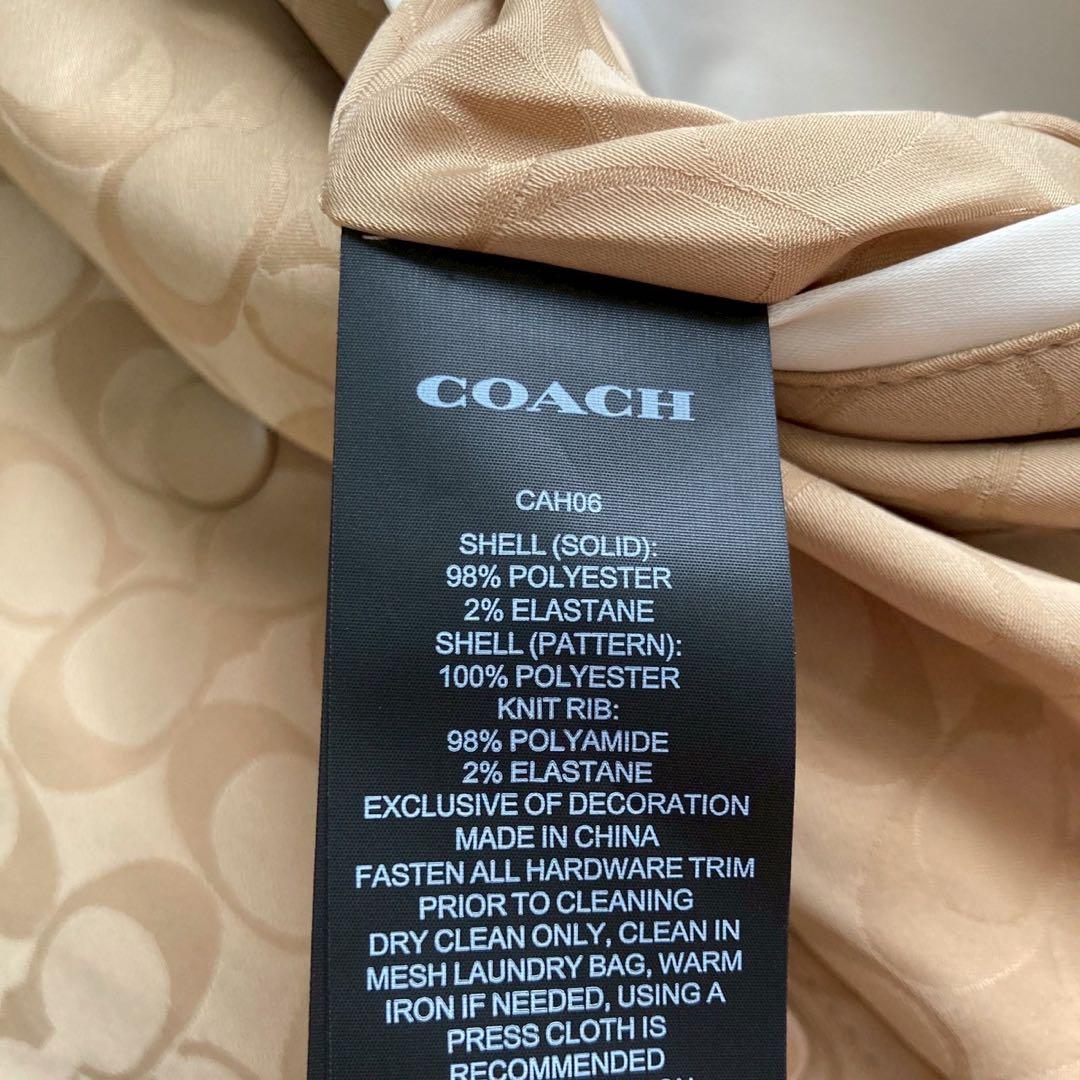 COACH
CAH06
SHELL (SOLID):
98% POLYESTER
2% ELASTANE
SHELL (PATTERN):
100% POLYESTER
KNIT RIB:
98% POLYAMIDE
2% ELASTANE
EXCLUSIVE OF DECORATION
MADE IN CHINA
FASTEN ALL HARDWARE TRIM
PRIOR TO CLEANING
DRY CLEAN ONLY, CLEAN IN
MESH LAUNDRY BAG, WARM
IRON IF NEEDED, USING A
PRESS CLOTH IS
RECOMMENDED